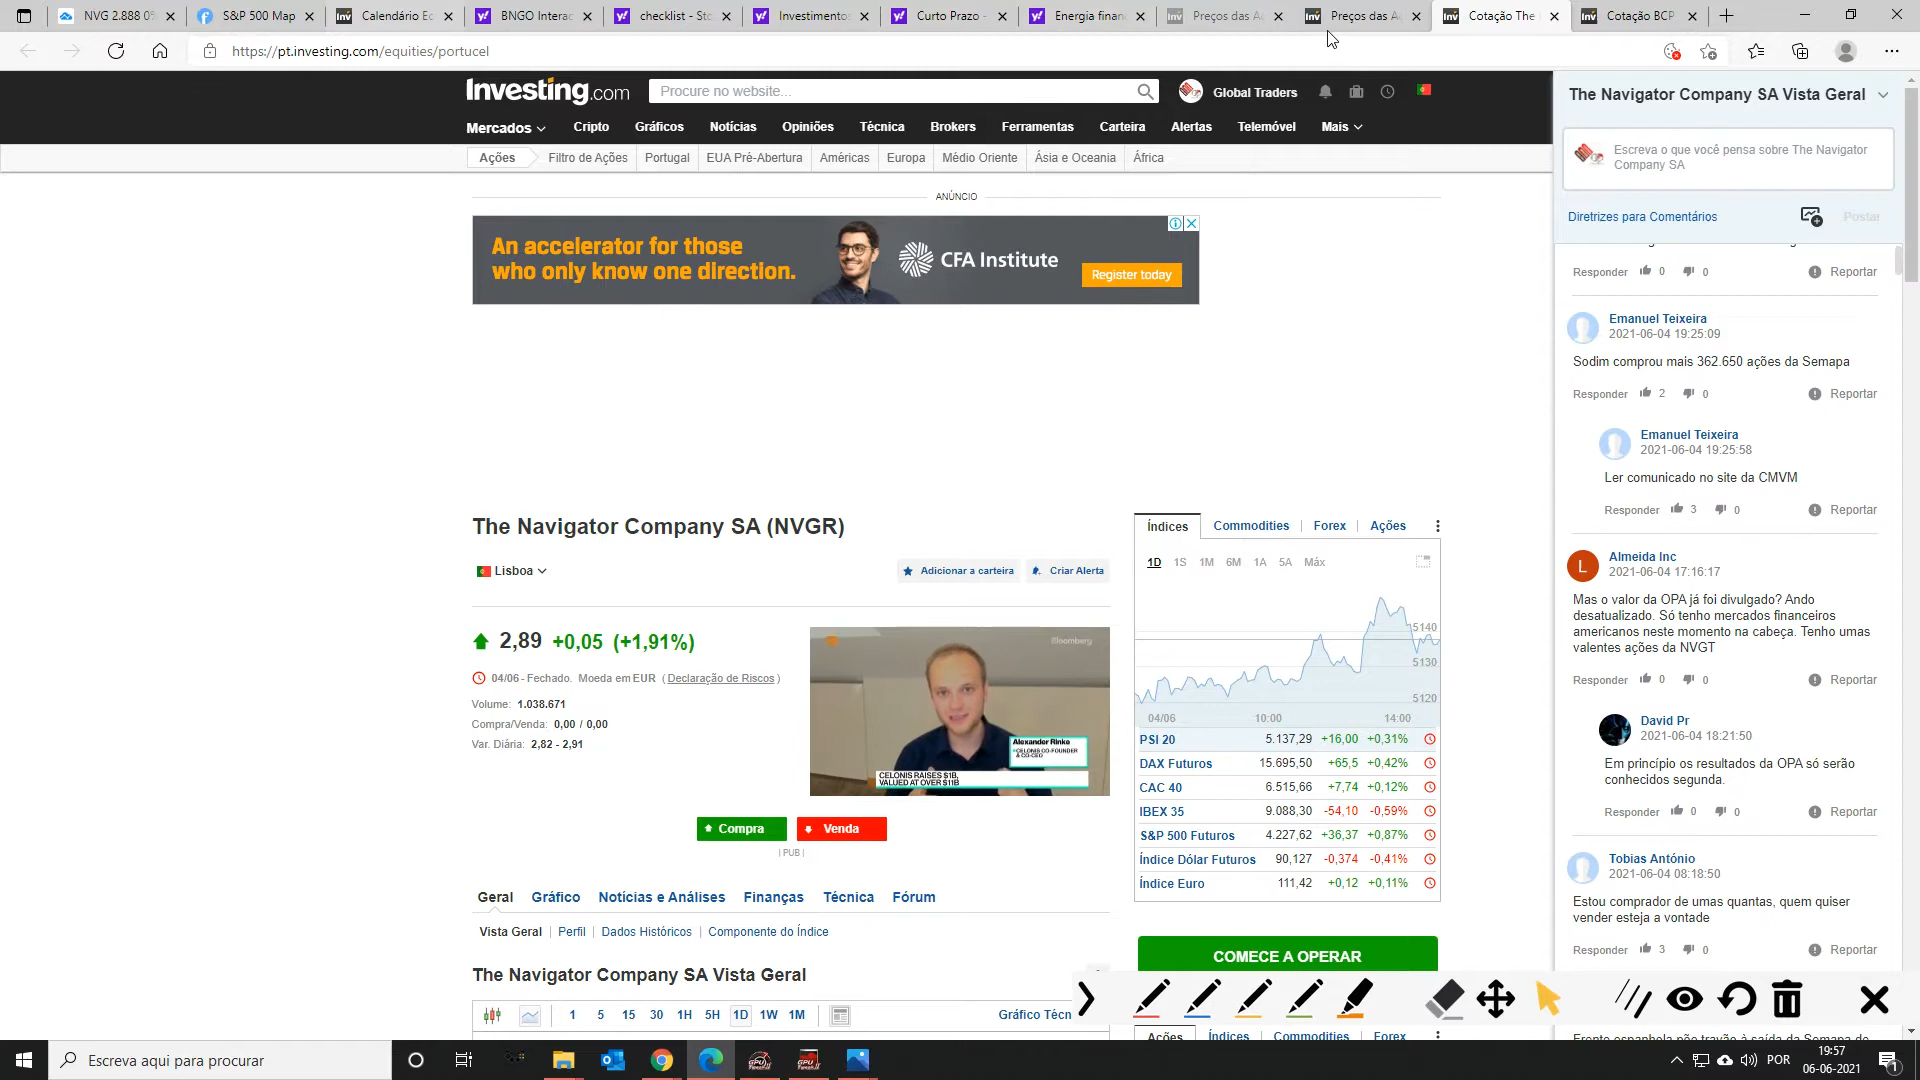 NVG 2.888 0%
S&P 500 Map
Calendário Ec
BNGO Interac
checklist - Sto
Investimento
Curto Prazo -
Energia finan
Preços das A
Preços das A
Cotação The
Cotação BCP
https://pt.investing.com/equities/portucel
Investing.com
Procure no website...
Global Traders
Mercados
Cripto
Gráficos
Notícias
Opiniões
Técnica
Brokers
Ferramentas
Carteira
Alertas
Telemóvel
Mais
Ações
Filtro de Ações
Portugal
EUA Pré-Abertura
Américas
Europa
Médio Oriente
Ásia e Oceania
África
ANÚNCIO
An accelerator for those
who only know one direction.
CFA Institute
Register today
The Navigator Company SA (NVGR)
Lisboa
Adicionar a carteira
Criar Alerta
2,89 +0,05 (+1,91%)
04/06 - Fechado. Moeda em EUR ( Declaração de Riscos )
Volume: 1.038.671
Compra/Venda: 0,00 / 0,00
Var. Diária: 2,82 - 2,91
Bloomberg
Alexander Rinke
CELONIS CO-FOUNDER
& CO-CEO
CELONIS RAISES $1B,
VALUED AT OVER $11B
Compra
Venda
| PUB |
Geral
Gráfico
Notícias e Análises
Finanças
Técnica
Fórum
Vista Geral
Perfil
Dados Históricos
Componente do Índice
The Navigator Company SA Vista Geral
1 5 15 30 1H 5H 1D 1W 1M
Gráfico Técn
Índices
Commodities
Forex
Ações
1D 1S 1M 6M 1A 5A Máx
5140
5130
5120
04/06 10:00 14:00
PSI 20 5.137,29 +16,00 +0,31%
DAX Futuros 15.695,50 +65,5 +0,42%
CAC 40 6.515,66 +7,74 +0,12%
IBEX 35 9.088,30 -54,10 -0,59%
S&P 500 Futuros 4.227,62 +36,37 +0,87%
Índice Dólar Futuros 90,127 -0,374 -0,41%
Índice Euro 111,42 +0,12 +0,11%
COMECE A OPERAR
Ações
Índices
Commodities
Forex
The Navigator Company SA Vista Geral
Escreva o que você pensa sobre The Navigator
Company SA
Diretrizes para Comentários
Postar
Responder 0 0 Reportar
Emanuel Teixeira
2021-06-04 19:25:09
Sodim comprou mais 362.650 ações da Semapa
Responder 2 0 Reportar
Emanuel Teixeira
2021-06-04 19:25:58
Ler comunicado no site da CMVM
Responder 3 0 Reportar
L
Almeida Inc
2021-06-04 17:16:17
Mas o valor da OPA já foi divulgado? Ando
desatualizado. Só tenho mercados financeiros
americanos neste momento na cabeça. Tenho umas
valentes ações da NVGT
Responder 0 0 Reportar
David Pr
2021-06-04 18:21:50
Em princípio os resultados da OPA só serão
conhecidos segunda.
Responder 0 0 Reportar
Tobias António
2021-06-04 08:18:50
Estou comprador de umas quantas, quem quiser
vender esteja a vontade
Responder 3 0 Reportar
Escreva aqui para procurar
POR
19:57
06-06-2021
1